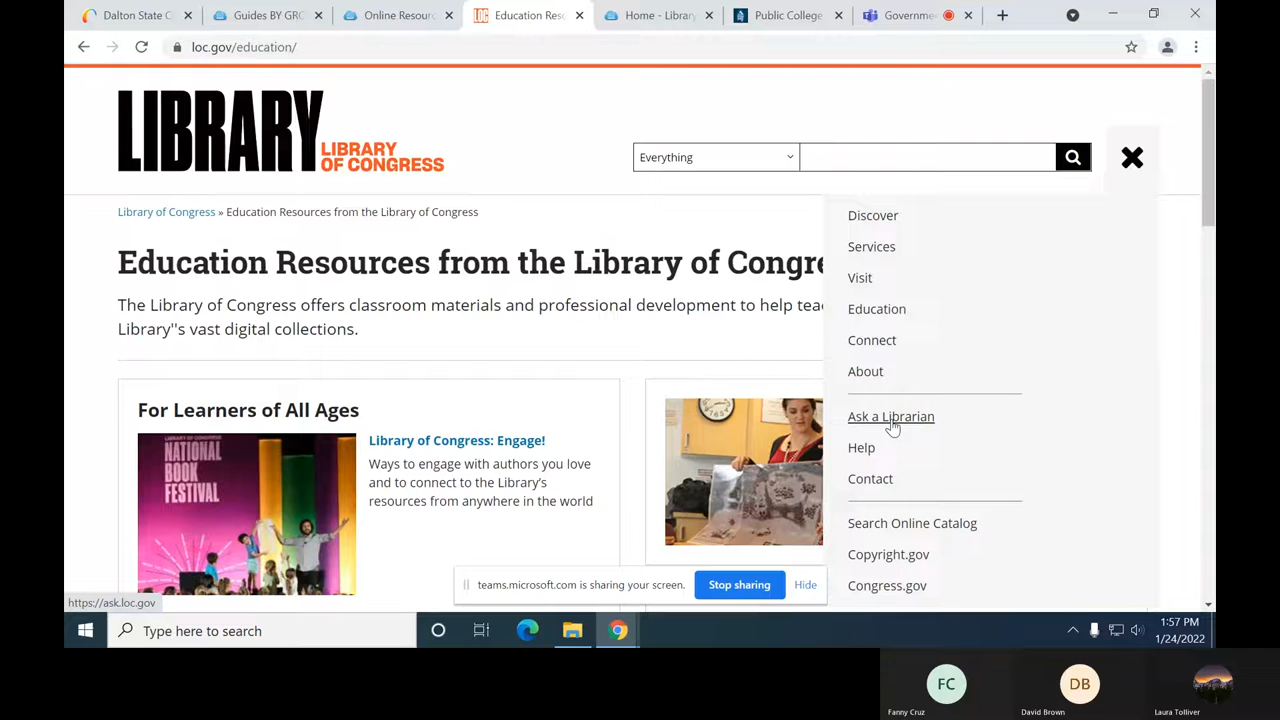 Dalton State C
Guides BY GRO
Online Resourc
Education Reso
Home - Library
Public College
Governme
loc.gov/education/
LIBRARY
LIBRARY
OF CONGRESS
Everything
Library of Congress » Education Resources from the Library of Congress
Education Resources from the Library of Congre
The Library of Congress offers classroom materials and professional development to help tea
Library''s vast digital collections.
For Learners of All Ages
LIBRARY OF CONGRESS
NATIONAL
BOOK
FESTIVAL
Library of Congress: Engage!
Ways to engage with authors you love
and to connect to the Library's
resources from anywhere in the world
Discover
Services
Visit
Education
Connect
About
Ask a Librarian
Help
Contact
Search Online Catalog
Copyright.gov
Congress.gov
teams.microsoft.com is sharing your screen.
Stop sharing
Hide
https://ask.loc.gov
Type here to search
1:57 PM
1/24/2022
FC
Fanny Cruz
DB
David Brown
Laura Tolliver